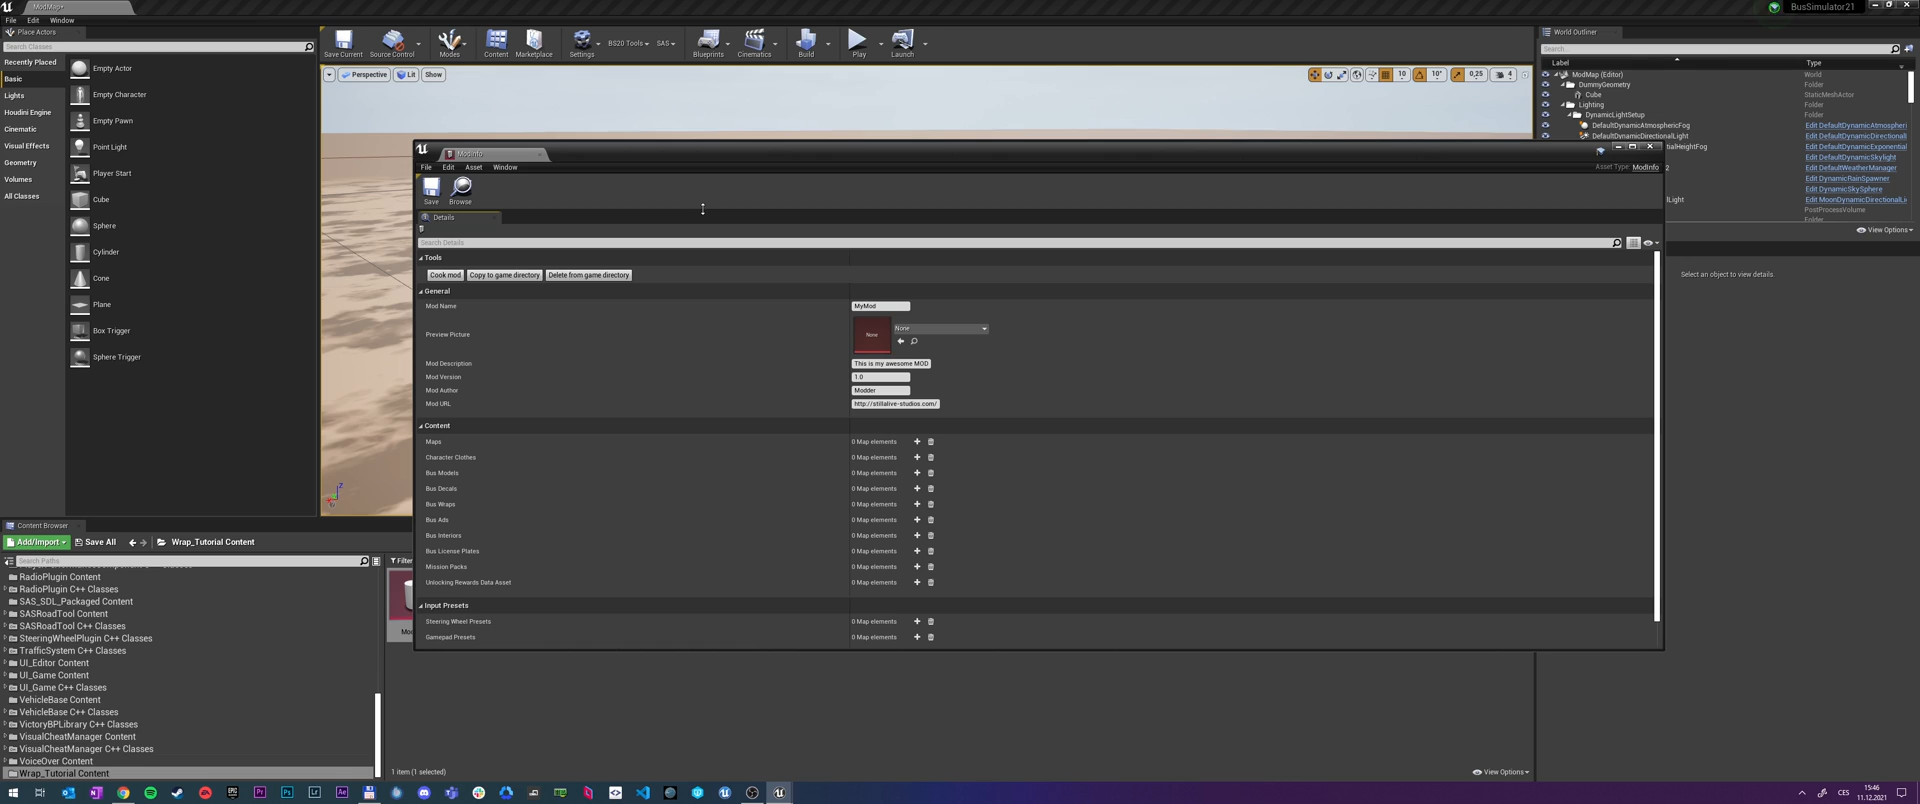 ModMap*
BusSimulator21
File Edit Window
Place Actors
Search Classes
Recently Placed
Basic
Lights
Houdini Engine
Cinematic
Visual Effects
Geometry
Volumes
All Classes
Empty Actor
Empty Character
Empty Pawn
Point Light
Player Start
Cube
Sphere
Cylinder
Cone
Plane
Box Trigger
Sphere Trigger
Save Current Source Control Modes Content Marketplace Settings BS20 Tools SAS Blueprints Cinematics Build Play Launch
Perspective Lit Show
10 10° 0,25 4
World Outliner
Search...
Label Type
ModMap (Editor) World
DummyGeometry Folder
Cube StaticMeshActor
Lighting Folder
DynamicLightSetup Folder
DefaultDynamicAtmosphericFog Edit DefaultDynamicAtmospheri
DefaultDynamicDirectionalLight Edit DefaultDynamicDirectional
tialHeightFog Edit DefaultDynamicExponential
Edit DefaultDynamicSkylight
2 Edit DefaultWeatherManager
Edit DynamicRainSpawner
Edit DynamicSkySphere
lLight Edit MoonDynamicDirectionalLi
PostProcessVolume
Folder
View Options
Select an object to view details.
ModInfo
File Edit Asset Window
Asset Type: ModInfo
Save Browse
Details
Search Details
Tools
Cook mod Copy to game directory Delete from game directory
General
Mod Name MyMod
Preview Picture None None
Mod Description This is my awesome MOD
Mod Version 1.0
Mod Author Modder
Mod URL http://stillalive-studios.com/
Content
Maps 0 Map elements
Character Clothes 0 Map elements
Bus Models 0 Map elements
Bus Decals 0 Map elements
Bus Wraps 0 Map elements
Bus Ads 0 Map elements
Bus Interiors 0 Map elements
Bus License Plates 0 Map elements
Mission Packs 0 Map elements
Unlocking Rewards Data Asset 0 Map elements
Input Presets
Steering Wheel Presets 0 Map elements
Gamepad Presets 0 Map elements
Content Browser
Add/Import Save All Wrap_Tutorial Content
Search Paths
Filter
RadioPlugin Content
RadioPlugin C++ Classes
SAS_SDL_Packaged Content
SASRoadTool Content
SASRoadTool C++ Classes
SteeringWheelPlugin C++ Classes
TrafficSystem C++ Classes
UI_Editor Content
UI_Game Content
UI_Game C++ Classes
VehicleBase Content
VehicleBase C++ Classes
VictoryBPLibrary C++ Classes
VisualCheatManager Content
VisualCheatManager C++ Classes
VoiceOver Content
Wrap_Tutorial Content
Mo
1 item (1 selected)
View Options
CES
15:46
11.12.2021